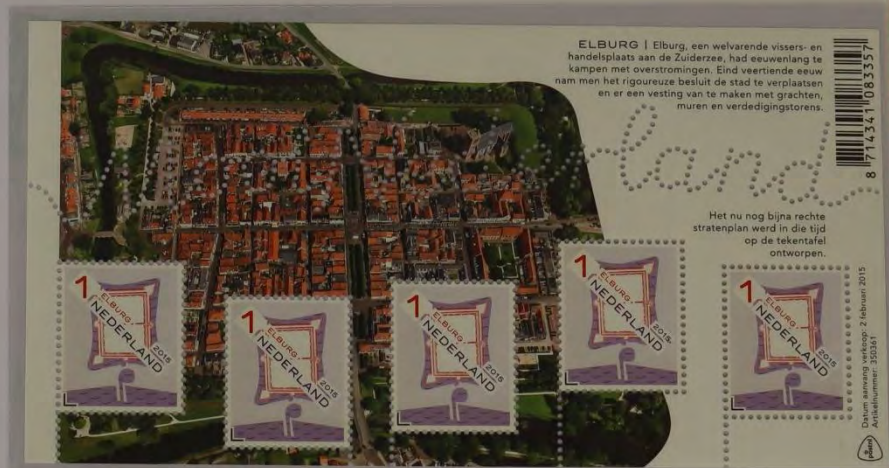 ELBURG | Elburg, een welvarende vissers- en
handelsplaats aan de Zuiderzee, had eeuwenlang te
kampen met overstromingen. Eind veertiende eeuw
nam men het rigoureuze besluit de stad te verplaatsen
en er een vesting van te maken met grachten,
muren en verdedigingstorens.
8 714341 083357
land
Het nu nog bijna rechte
stratenplan werd in die tijd
op de tekentafel
ontworpen.
1
ELBURG
NEDERLAND
2015
1
ELBURG
NEDERLAND
2015
1
ELBURG
NEDERLAND
2015
1
ELBURG
NEDERLAND
2015
1
ELBURG
NEDERLAND
2015
Datum aanvang verkoop: 2 februari 2015
Artikelnummer: 350361
postnl